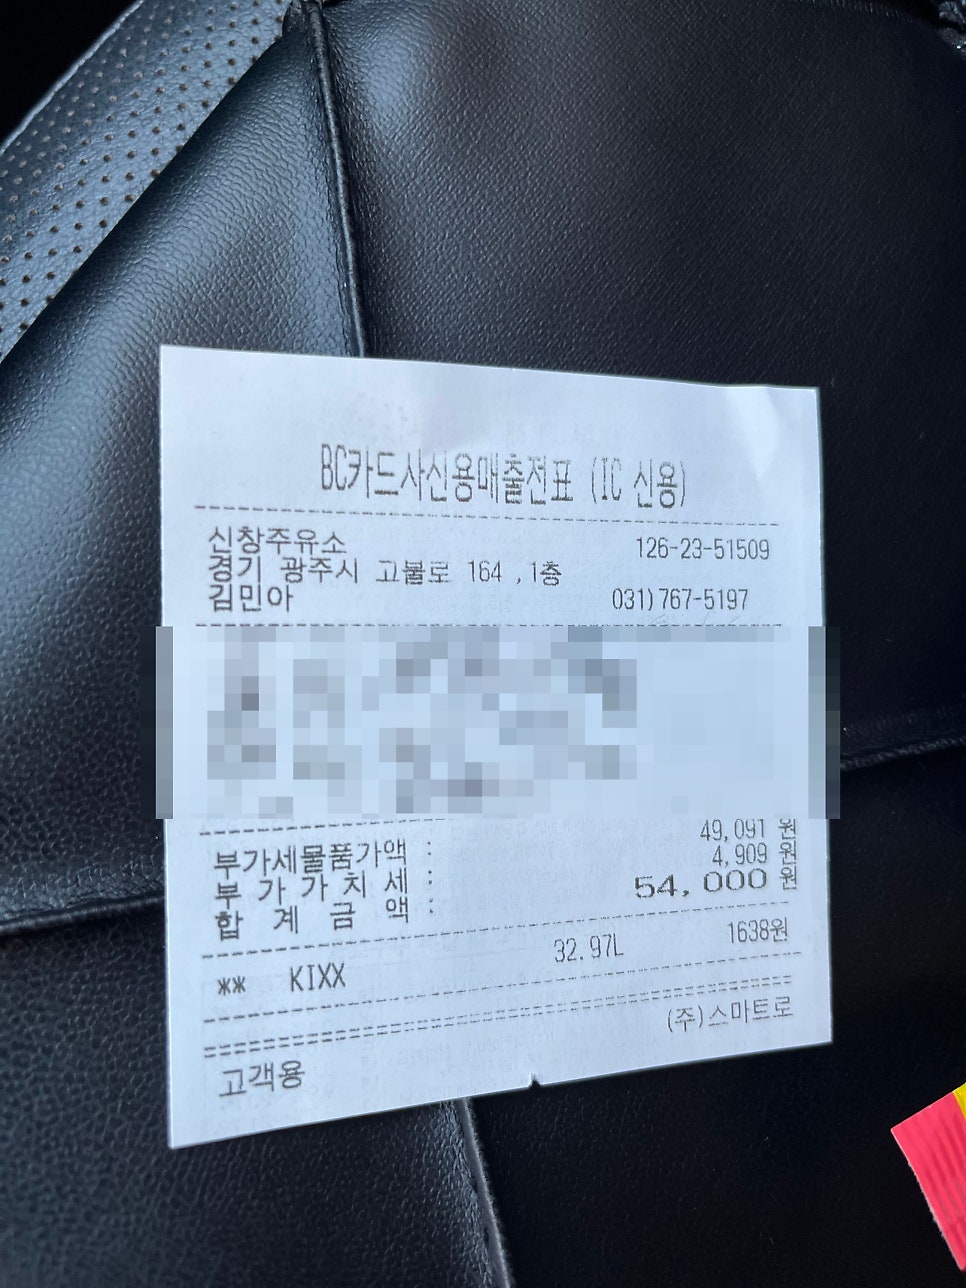 BC카드사신용매출전표 (IC 신용)
신창주유소 126-23-51509
경기 광주시 고불로 164 ,1층
김민아 031)767-5197
부가세물품가액 : 49,091 원
부 가 가 치 세 : 4,909 원
합 계 금 액 : 54,000 원
** KIXX 32.97L 1638원
(주)스마트로
고객용